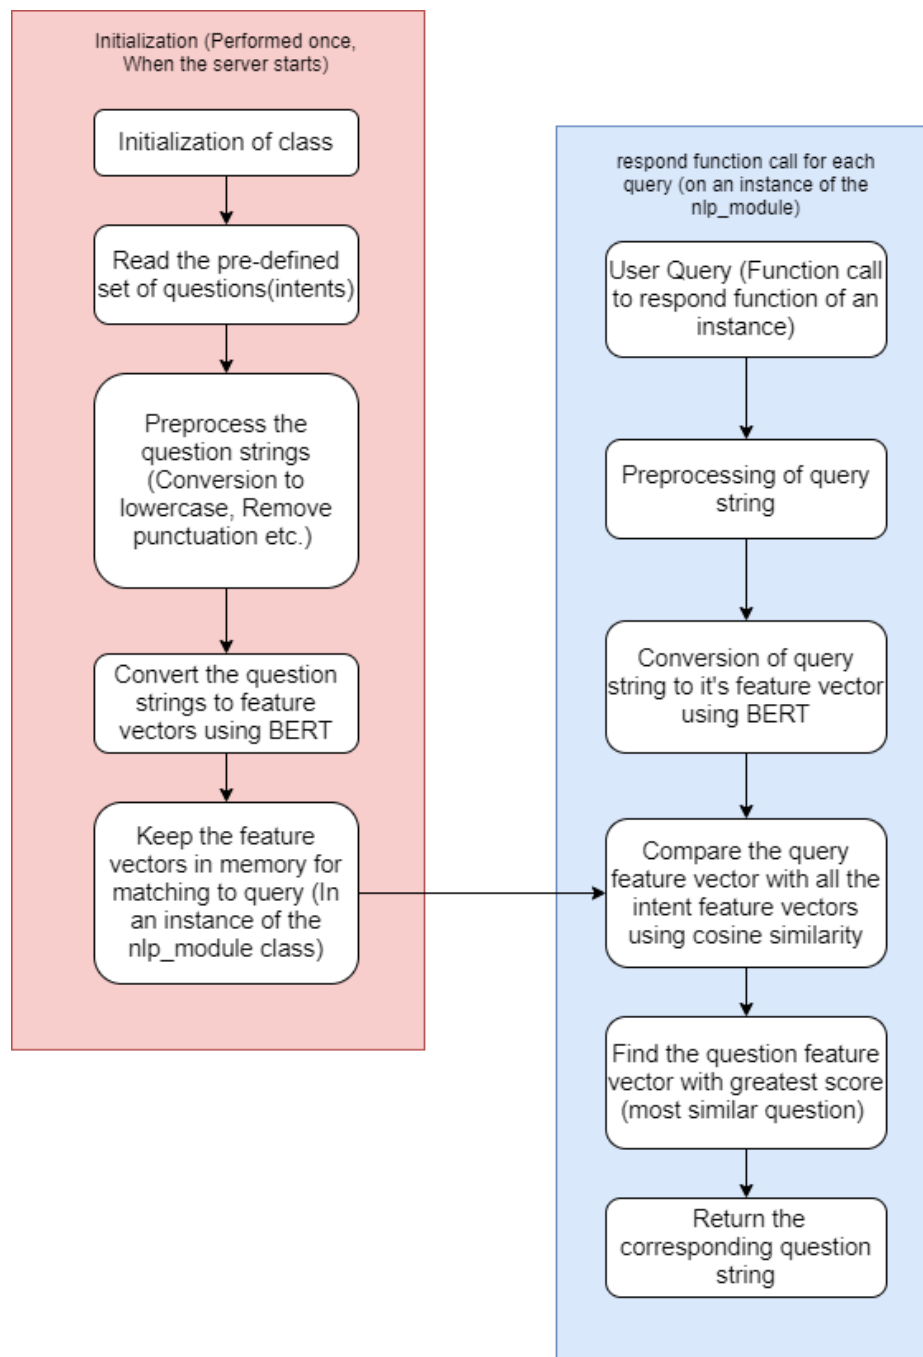 Initialization (Performed once,
When the server starts)
Initialization of class
Read the pre-defined
set of questions(intents)
Preprocess the
question strings
(Conversion to
lowercase, Remove
punctuation etc.)
Convert the question
strings to feature
vectors using BERT
Keep the feature
vectors in memory for
matching to query (In
an instance of the
nlp_module class)
respond function call for each
query (on an instance of the
nlp_module)
User Query (Function call
to respond function of an
instance)
Preprocessing of query
string
Conversion of query
string to it's feature vector
using BERT
Compare the query
feature vector with all the
intent feature vectors
using cosine similarity
Find the question feature
vector with greatest score
(most similar question)
Return the
corresponding question
string